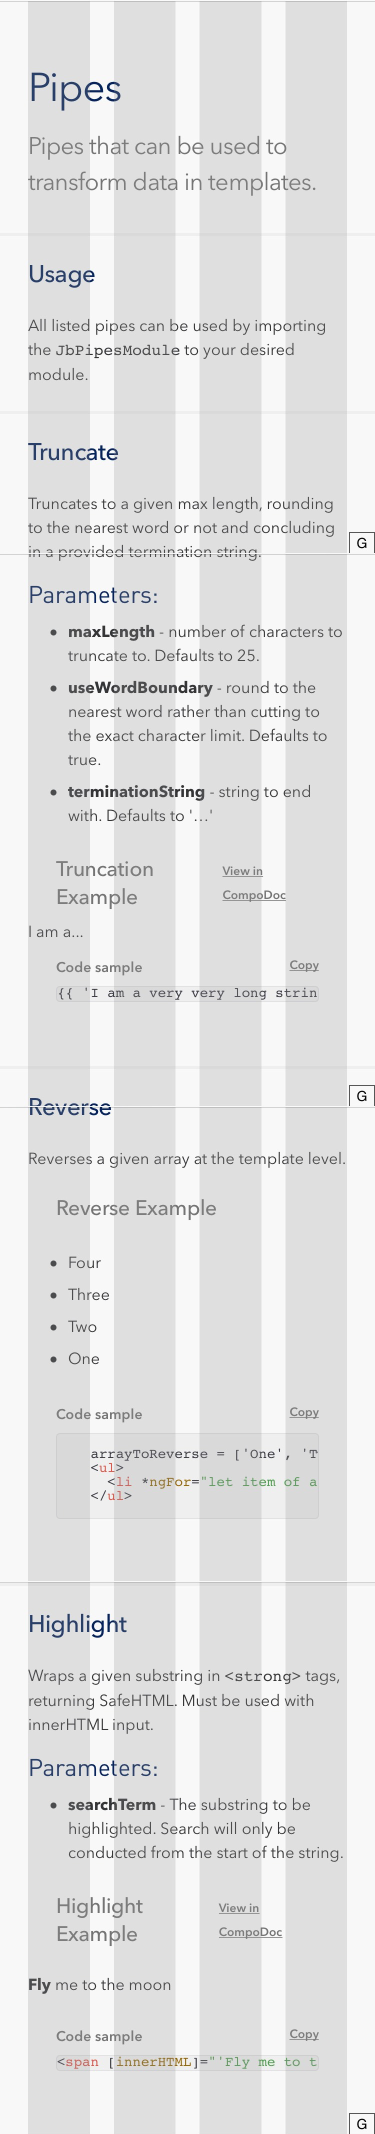 Pipes
Pipes that can be used to
transform data in templates.
Usage
All listed pipes can be used by importing
the JbPipesModule to your desired
module.
Truncate
Truncates to a given max length, rounding
to the nearest word or not and concluding
in a provided termination string.
G
Parameters:
• maxLength - number of characters to
truncate to. Defaults to 25.
• useWordBoundary - round to the
nearest word rather than cutting to
the exact character limit. Defaults to
true.
• terminationString - string to end
with. Defaults to '...'
Truncation View in
Example CompoDoc
I am a...
Code sample Copy
{{ 'I am a very very long strin
G
Reverse
Reverses a given array at the template level.
Reverse Example
• Four
• Three
• Two
• One
Code sample Copy
arrayToReverse = ['One', 'T
<ul>
<li *ngFor="let item of a
</ul>
Highlight
Wraps a given substring in <strong> tags,
returning SafeHTML. Must be used with
innerHTML input.
Parameters:
• searchTerm - The substring to be
highlighted. Search will only be
conducted from the start of the string.
Highlight View in
Example CompoDoc
Fly me to the moon
Code sample Copy
<span [innerHTML]="'Fly me to t
G